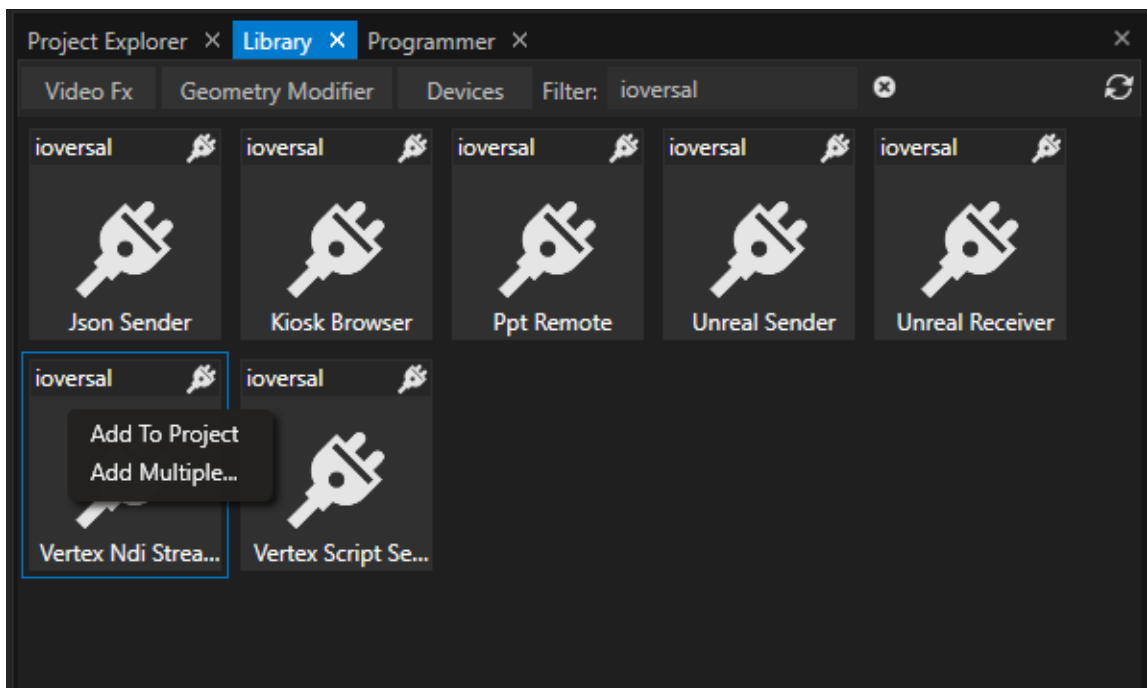 Project Explorer Library Programmer
Video Fx Geometry Modifier Devices Filter: ioversal
ioversal ioversal ioversal ioversal ioversal
Json Sender Kiosk Browser Ppt Remote Unreal Sender Unreal Receiver
ioversal ioversal
Add To Project
Add Multiple...
Vertex Ndi Strea... Vertex Script Se...